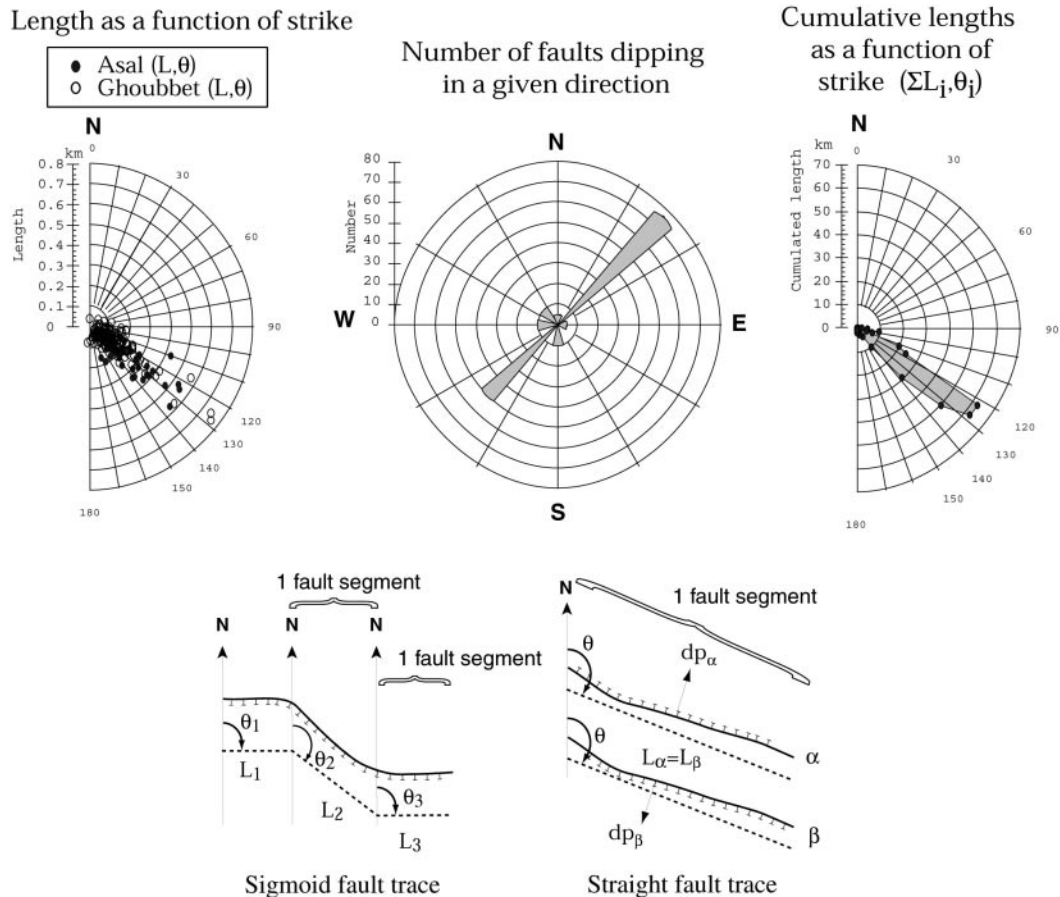 Length as a function of strike
Asal (L,θ)
Ghoubbet (L,θ)
N
km
0
0.8
0.7
0.6
0.5
0.4
0.3
0.2
0.1
0
Length
30
60
90
120
130
140
150
180
Number of faults dipping
in a given direction
N
80
70
60
50
40
30
20
10
0
Number
W
E
S
Cumulative lengths
as a function of
strike (ΣLi,θi)
N
km
0
70
60
50
40
30
20
10
0
Cumulated length
30
60
90
120
130
140
150
180
1 fault segment
N
N
N
1 fault segment
θ1
θ2
θ3
L1
L2
L3
Sigmoid fault trace
N
1 fault segment
θ
dpα
θ
Lα=Lβ
α
dpβ
β
Straight fault trace